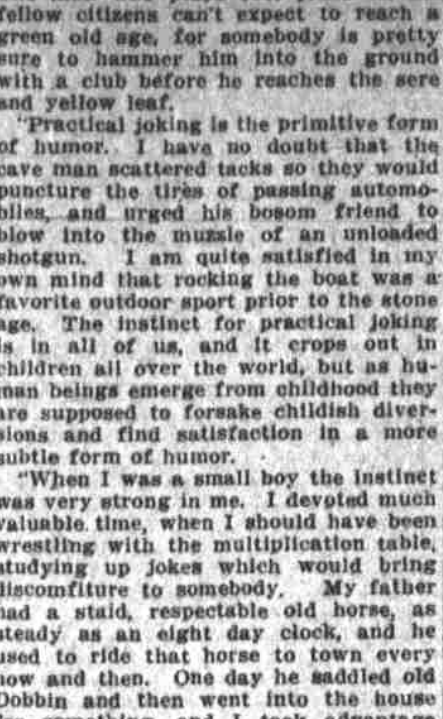 fellow citizens can't expect to reach a
green old age, for somebody is pretty
sure to hammer him into the ground
with a club before he reaches the sere
and yellow leaf.
"Practical joking is the primitive form
of humor. I have no doubt that the
cave man scattered tacks so they would
puncture the tires of passing automo-
biles, and urged his bosom friend to
blow into the muzzle of an unloaded
shotgun. I am quite satisfied in my
own mind that rocking the boat was a
favorite outdoor sport prior to the stone
age. The instinct for practical joking
is in all of us, and it crops out in
children all over the world, but as hu-
man beings emerge from childhood they
are supposed to forsake childish diver-
sions and find satisfaction in a more
subtle form of humor.
"When I was a small boy the instinct
was very strong in me. I devoted much
valuable time, when I should have been
wrestling with the multiplication table,
studying up jokes which would bring
discomfiture to somebody. My father
had a staid, respectable old horse, as
steady as an eight day clock, and he
used to ride that horse to town every
now and then. One day he saddled old
Dobbin and then went into the house